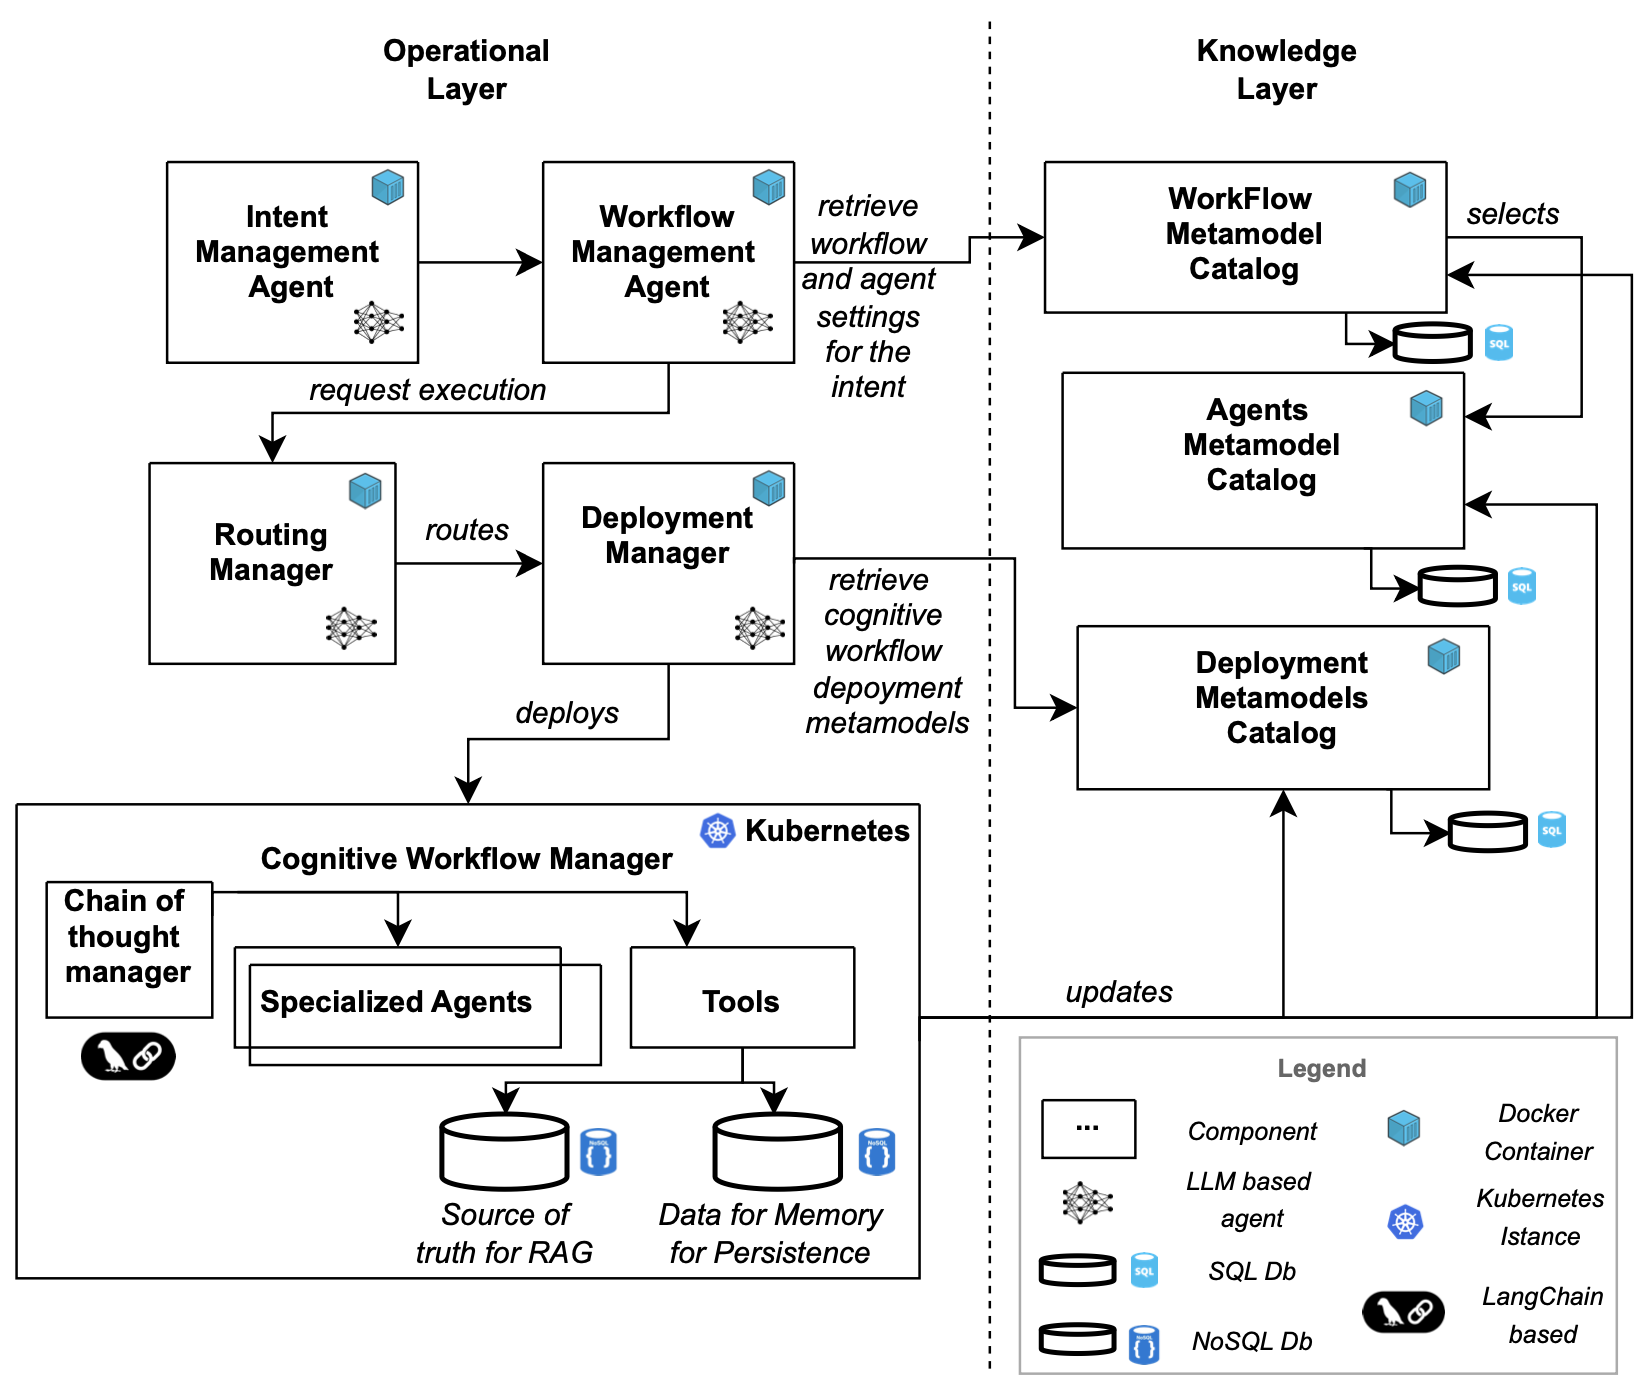 Operational
Layer
Knowledge
Layer
Intent
Management
Agent
Workflow
Management
Agent
retrieve
workflow
and agent
settings
for the
intent
WorkFlow
Metamodel
Catalog
selects
SQL
request execution
Agents
Metamodel
Catalog
SQL
Routing
Manager
routes
Deployment
Manager
retrieve
cognitive
workflow
depoyment
metamodels
Deployment
Metamodels
Catalog
SQL
deploys
Kubernetes
Cognitive Workflow Manager
Chain of
thought
manager
Specialized Agents
Tools
updates
NoSQL
{ }
NoSQL
{ }
Source of
truth for RAG
Data for Memory
for Persistence
Legend
...
Component
Docker
Container
LLM based
agent
Kubernetes
Istance
SQL
SQL Db
LangChain
based
NoSQL
{ }
NoSQL Db